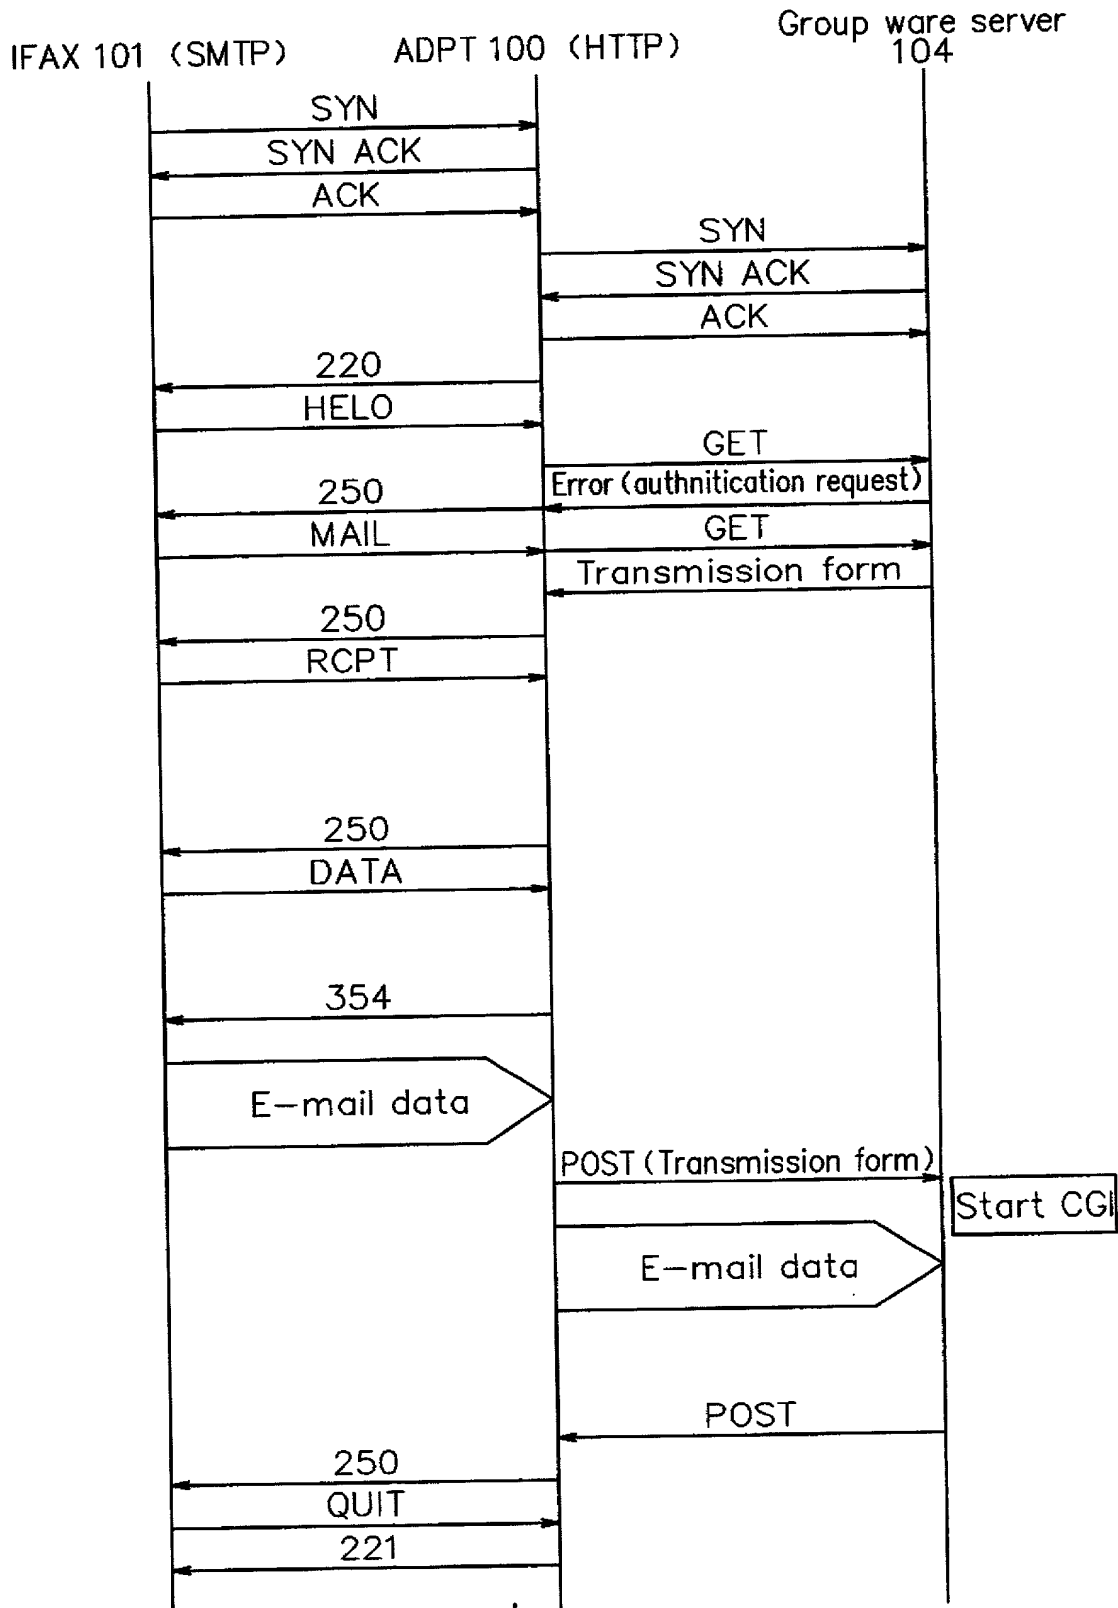 Group ware server
IFAX 101 (SMTP)
ADPT 100 (HTTP)
104
SYN
SYN ACK
ACK
SYN
SYN ACK
ACK
220
HELO
GET
Error (authnitication request)
250
MAIL
GET
Transmission form
250
RCPT
250
DATA
354
E-mail data
POST (Transmission form)
Start CGI
E-mail data
POST
250
QUIT
221